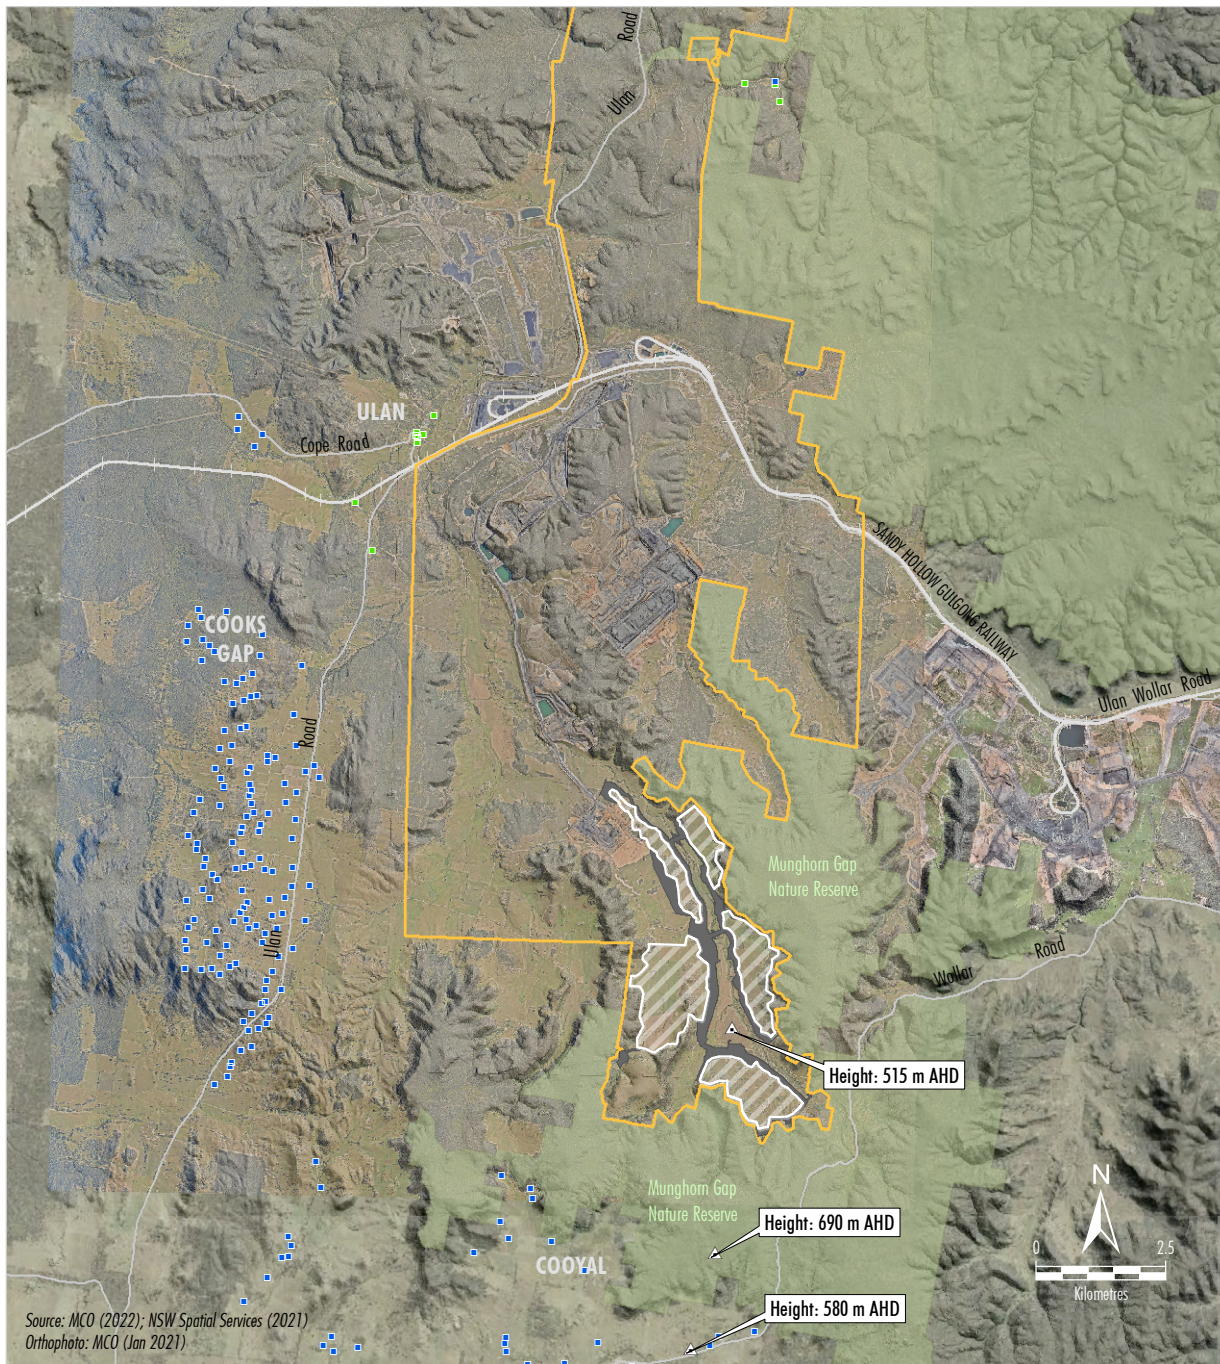 Road
Ulan
ULAN
Cope Road
SANDY HOLLOW GULGONG RAILWAY
COOKS
GAP
Ulan Wollar Road
Road
Munghorn Gap
Nature Reserve
Ulan
Wollar Road
Height: 515 m AHD
Munghorn Gap
Nature Reserve
N
Height: 690 m AHD
0 2.5
COOYAL
Kilometres
Height: 580 m AHD
Source: MCO (2022); NSW Spatial Services (2021)
Orthophoto: MCO (Jan 2021)